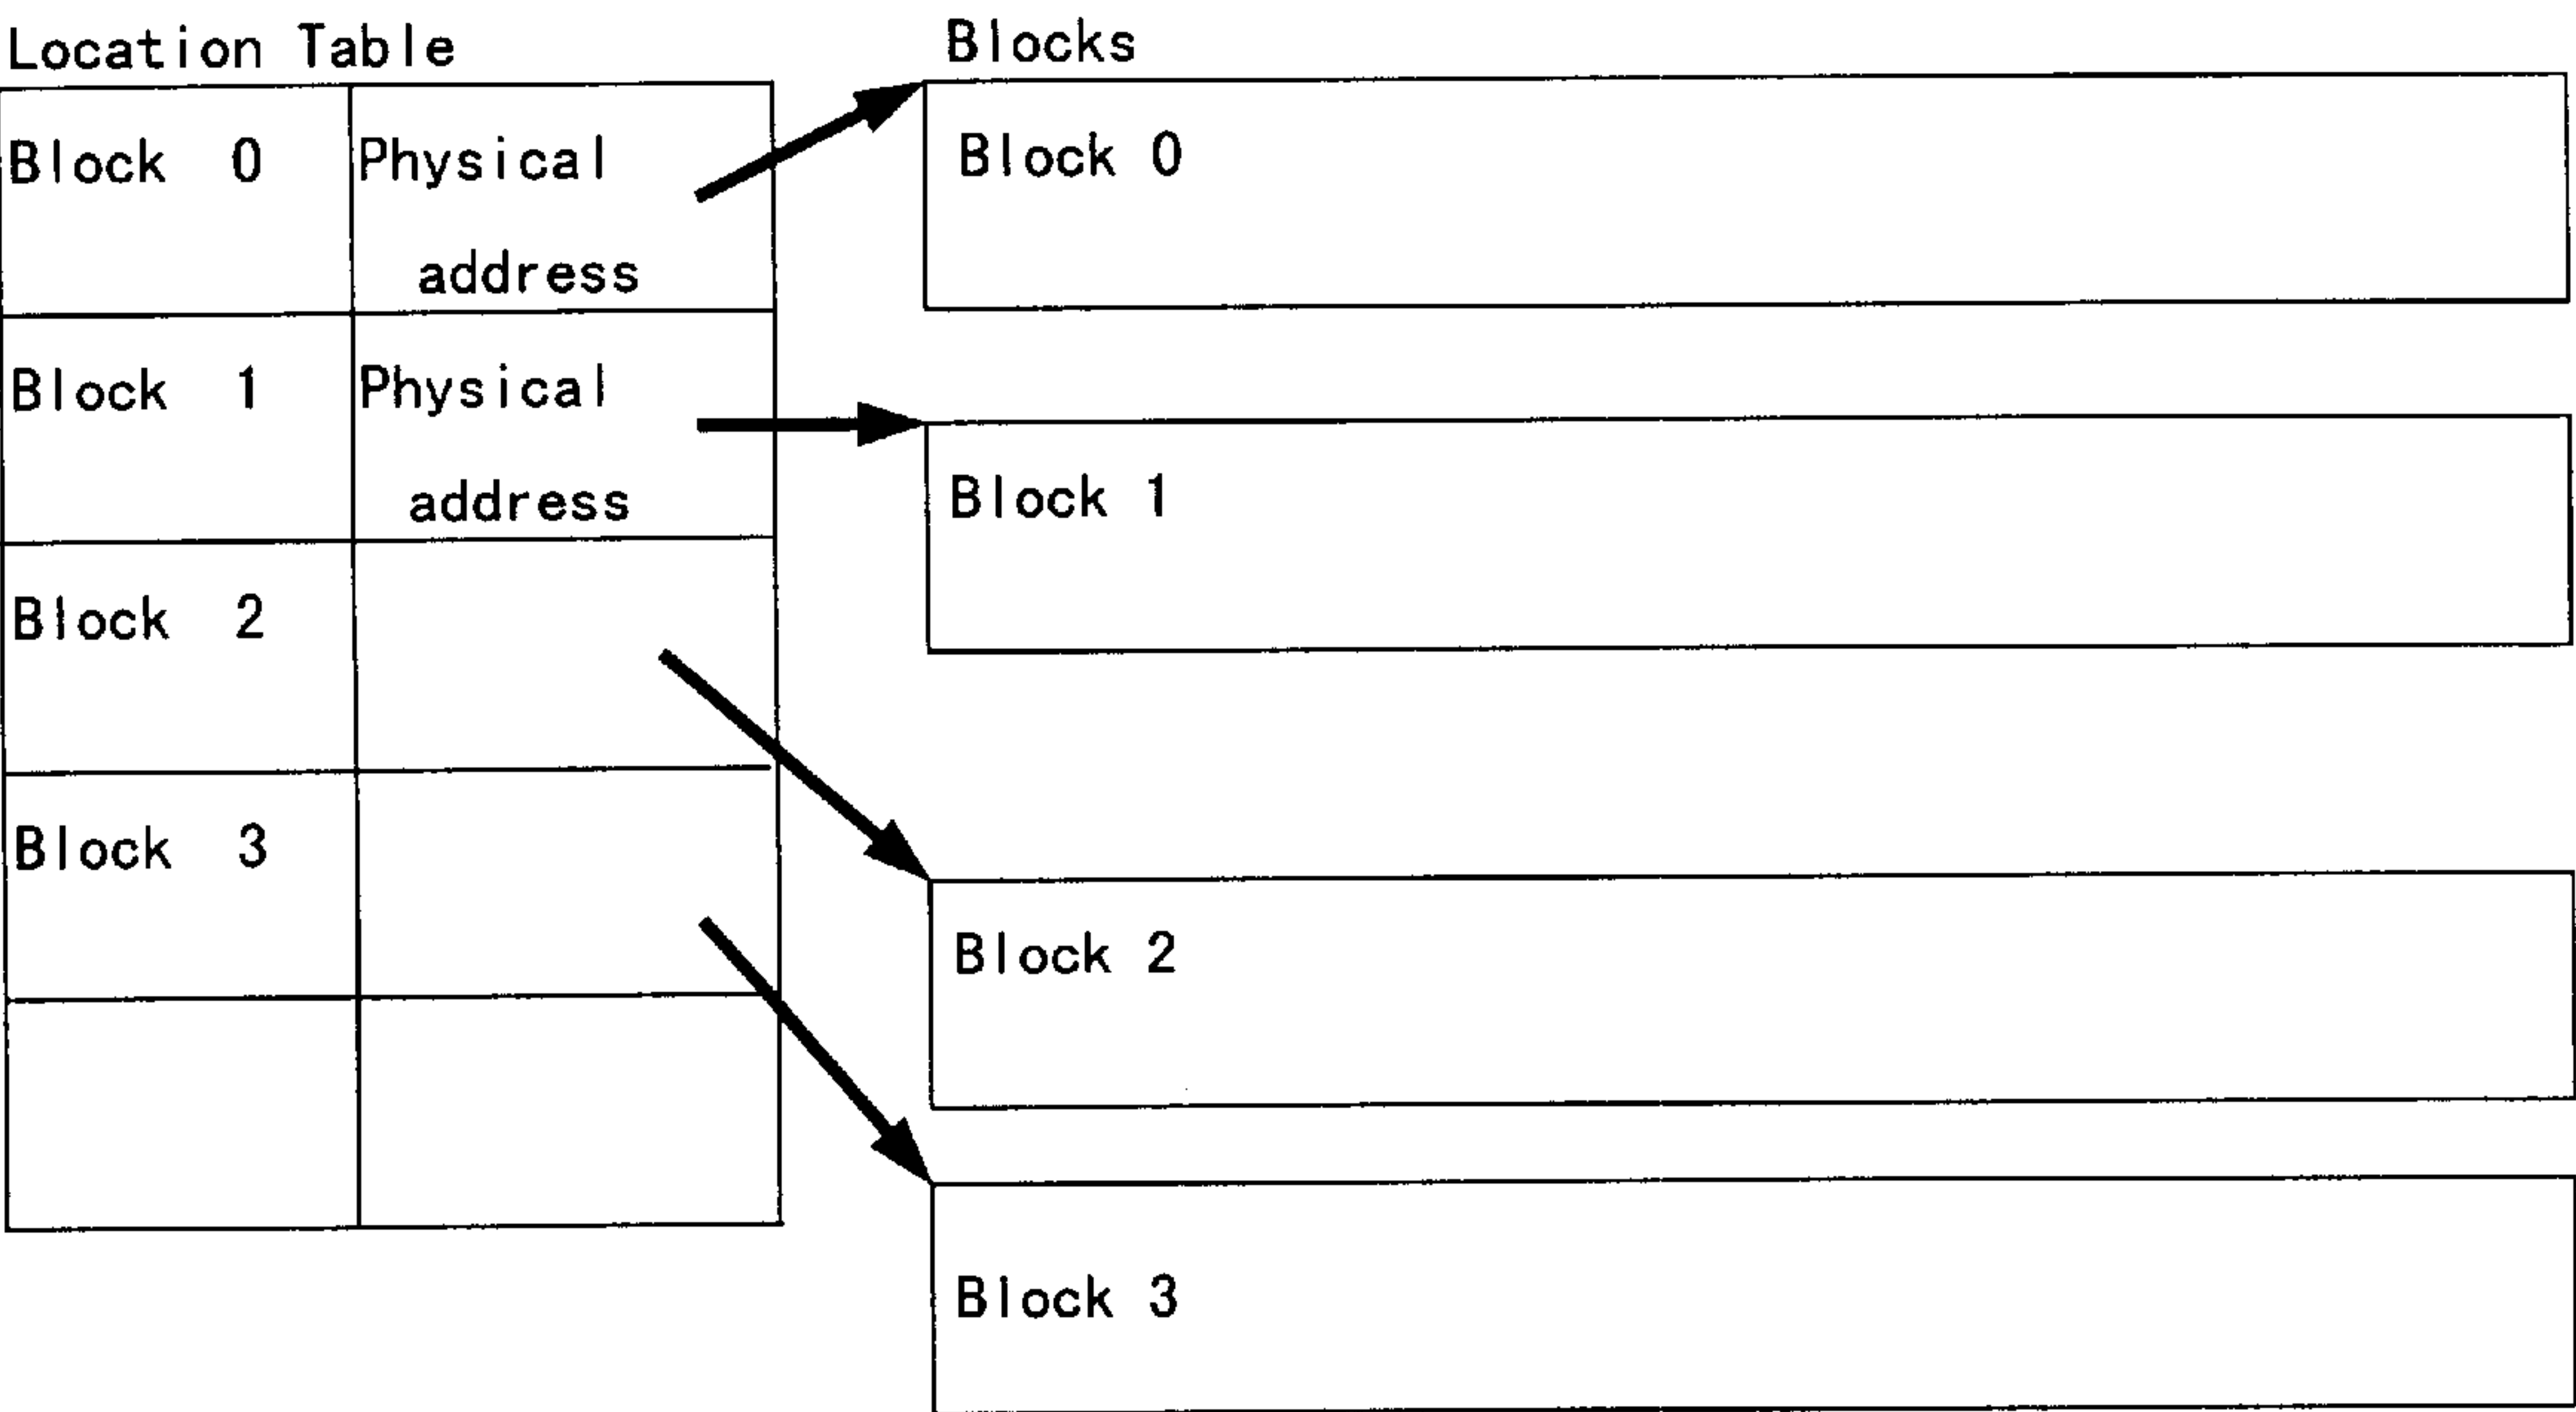 Location Table
Block 0
Physical
address
Block 1
Physical
address
Block 2
Block 3
Blocks
Block 0
Block 1
Block 2
Block 3